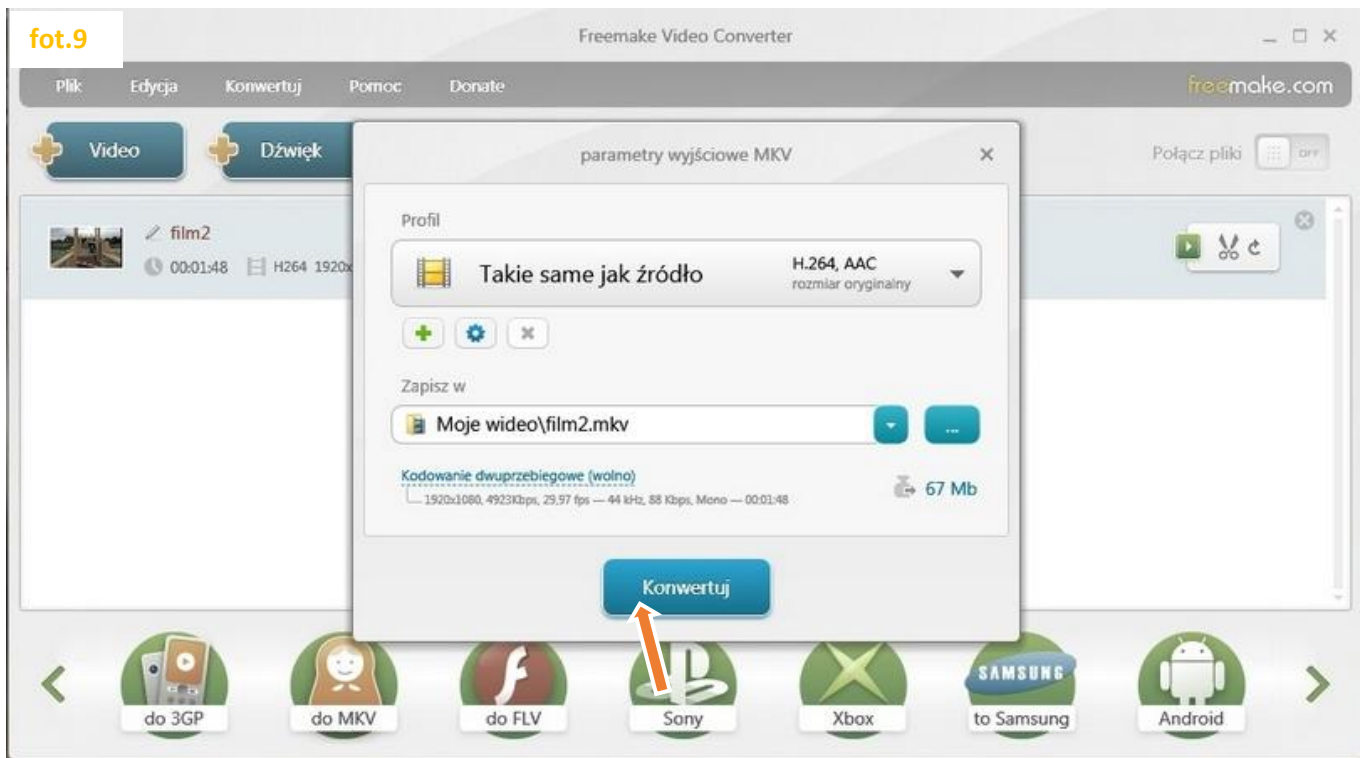 fot.9
Freemake Video Converter
Plik Edycja Konwertuj Pomoc Donate
freemake.com
Video Dźwięk
Połącz pliki OFF
parametry wyjściowe MKV
film2
00:01:48 H264 1920x
Profil
Takie same jak źródło
H.264, AAC
rozmiar oryginalny
Zapisz w
Moje wideo\film2.mkv
...
Kodowanie dwuprzebiegowe (wolno)
1920x1080, 4923Kbps, 29,97 fps — 44 kHz, 88 Kbps, Mono — 00:01:48
67 Mb
Konwertuj
SAMSUNG
do 3GP do MKV do FLV Sony Xbox to Samsung Android